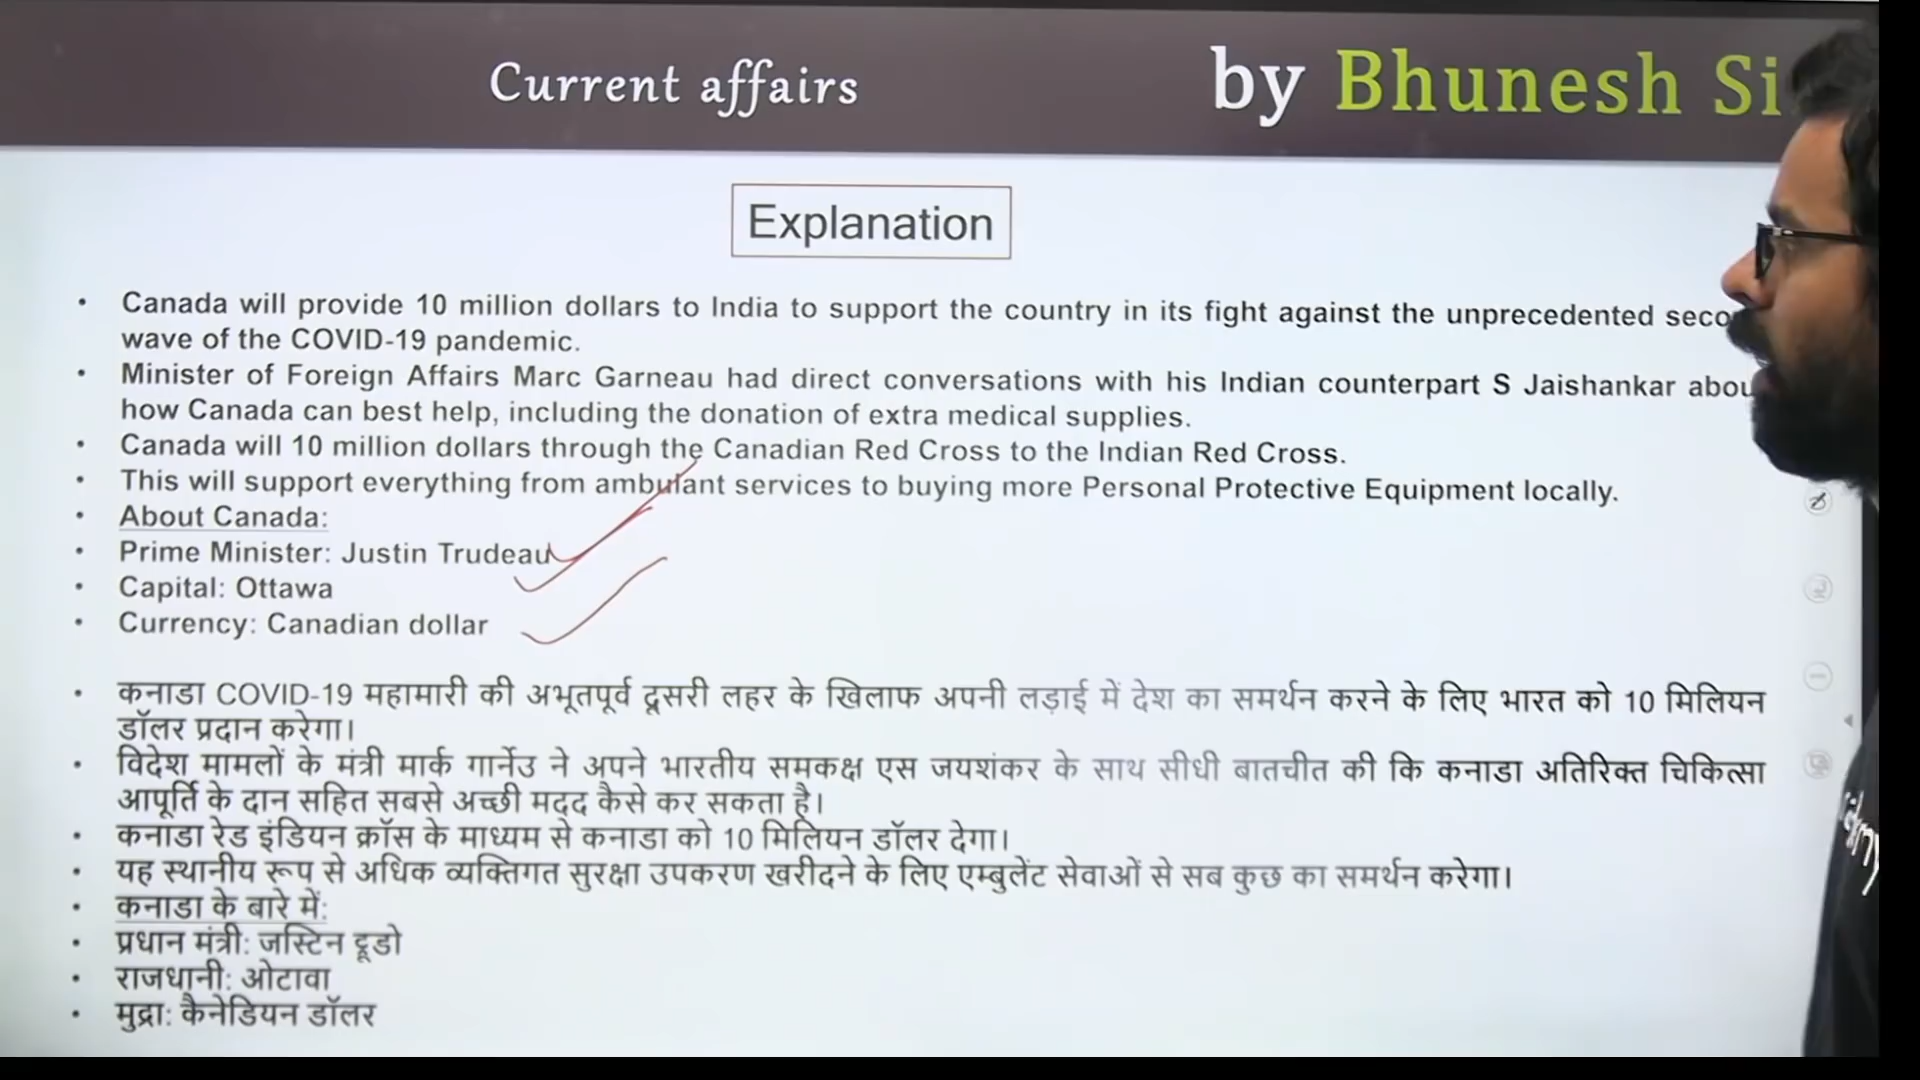 Current affairs
by Bhunesh Si
Explanation
• Canada will provide 10 million dollars to India to support the country in its fight against the unprecedented seco
wave of the COVID-19 pandemic.
• Minister of Foreign Affairs Marc Garneau had direct conversations with his Indian counterpart S Jaishankar abou
how Canada can best help, including the donation of extra medical supplies.
• Canada will 10 million dollars through the Canadian Red Cross to the Indian Red Cross.
• This will support everything from ambulant services to buying more Personal Protective Equipment locally.
• About Canada:
• Prime Minister: Justin Trudeau
• Capital: Ottawa
• Currency: Canadian dollar
• कनाडा COVID-19 महामारी की अभूतपूर्व दूसरी लहर के खिलाफ अपनी लड़ाई में देश का समर्थन करने के लिए भारत को 10 मिलियन
डॉलर प्रदान करेगा।
• विदेश मामलों के मंत्री मार्क गार्नेउ ने अपने भारतीय समकक्ष एस जयशंकर के साथ सीधी बातचीत की कि कनाडा अतिरिक्त चिकित्सा
आपूर्ति के दान सहित सबसे अच्छी मदद कैसे कर सकता है।
• कनाडा रेड इंडियन क्रॉस के माध्यम से कनाडा को 10 मिलियन डॉलर देगा।
• यह स्थानीय रूप से अधिक व्यक्तिगत सुरक्षा उपकरण खरीदने के लिए एम्बुलेंट सेवाओं से सब कुछ का समर्थन करेगा।
• कनाडा के बारे में:
• प्रधान मंत्री: जस्टिन ट्रूडो
• राजधानी: ओटावा
• मुद्रा: कैनेडियन डॉलर